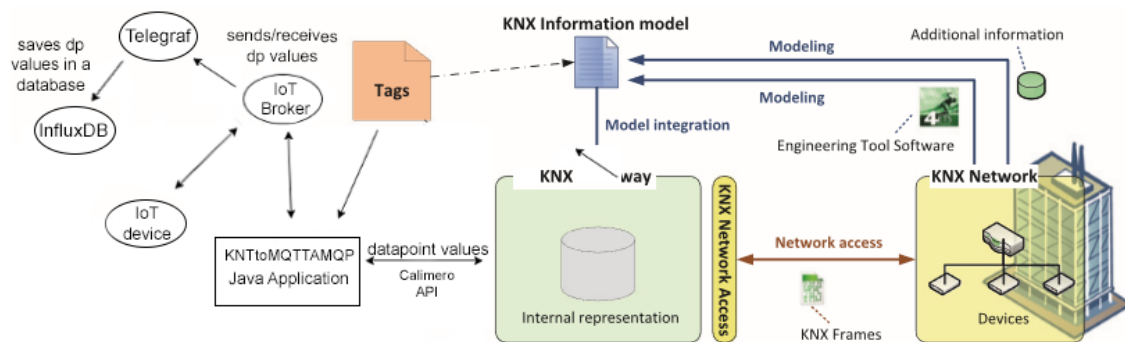 KNX Information model
Telegraf
saves dp
values in a
database
sends/receives
dp values
IoT
Broker
Tags
InfluxDB
IoT
device
KNTtoMQTTAMQP
Java Application
datapoint values
Calimero
API
Modeling
Modeling
Additional information
4
Engineering Tool Software
Model integration
KNX way
Internal representation
KNX Network Access
Network access
KNX Frames
KNX Network
Devices